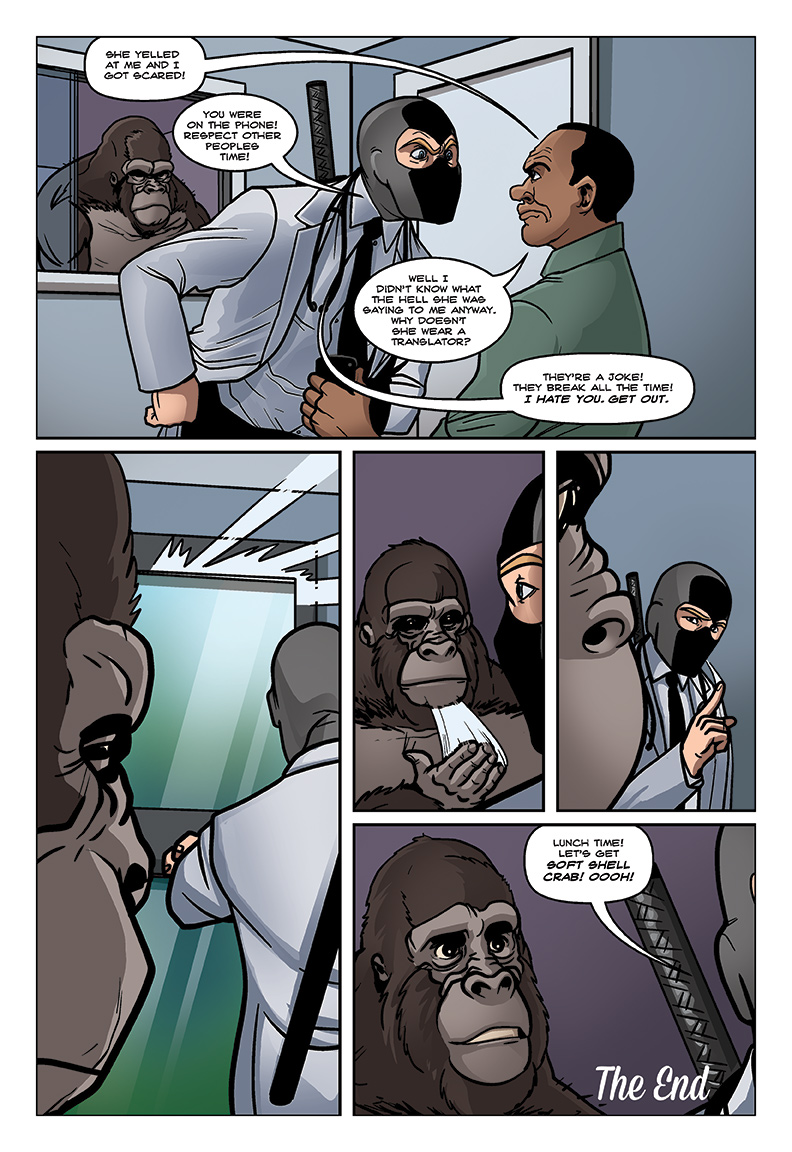 SHE YELLED
AT ME AND I
GOT SCARED!
YOU WERE
ON THE PHONE!
RESPECT OTHER
PEOPLES
TIME!
WELL I
DIDN'T KNOW WHAT
THE HELL SHE WAS
SAYING TO ME ANYWAY.
WHY DOESN'T
SHE WEAR A
TRANSLATOR?
THEY'RE A JOKE!
THEY BREAK ALL THE TIME!
I HATE YOU. GET OUT.
LUNCH TIME!
LET'S GET
SOFT SHELL
CRAB! OOOH!
The End